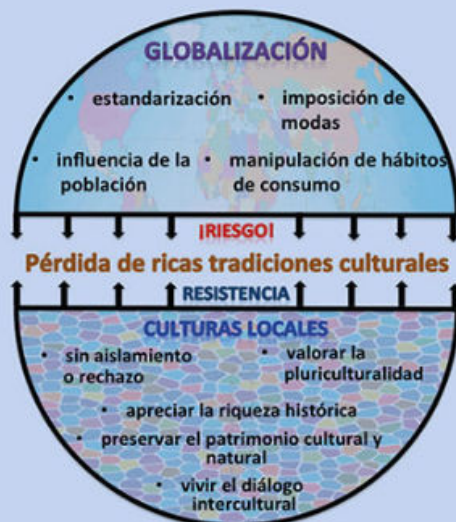 GLOBALIZACIÓN
• estandarización • imposición de
modas
• influencia de la • manipulación de hábitos
población de consumo
¡RIESGO!
Pérdida de ricas tradiciones culturales
RESISTENCIA
CULTURAS LOCALES
• sin aislamiento • valorar la
o rechazo pluriculturalidad
• apreciar la riqueza histórica
• preservar el patrimonio cultural y
natural
• vivir el diálogo
intercultural